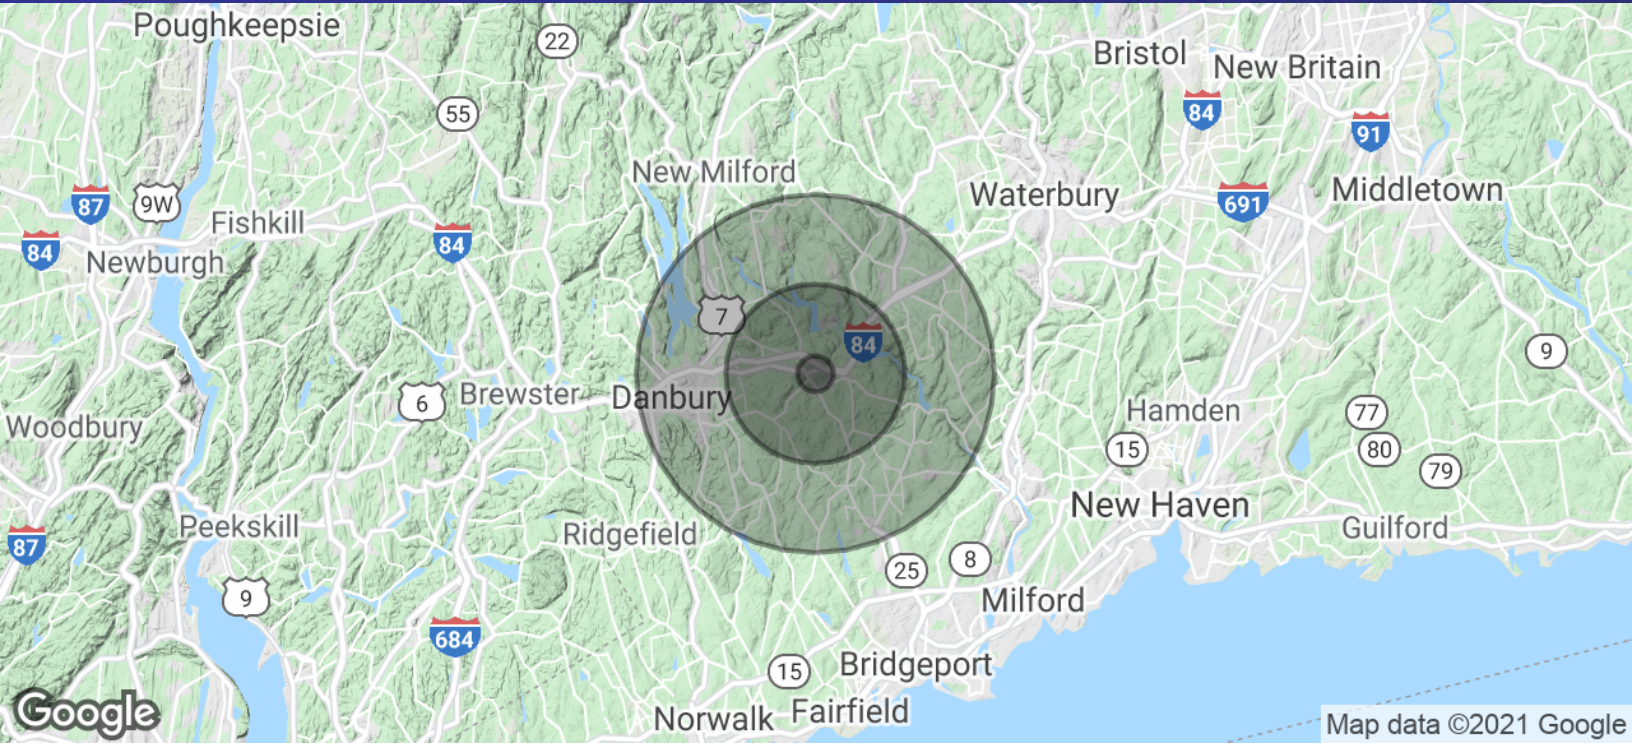 Poughkeepsie
22
Bristol
New Britain
55
84
91
New Milford
87
9W
Waterbury
691
Middletown
Fishkill
84
84
Newburgh
7
84
9
6
Brewster
Danbury
Hamden
77
Woodbury
15
80
79
New Haven
Peekskill
Ridgefield
Guilford
87
8
25
9
Milford
684
15
Bridgeport
Google
Norwalk
Fairfield
Map data ©2021 Google